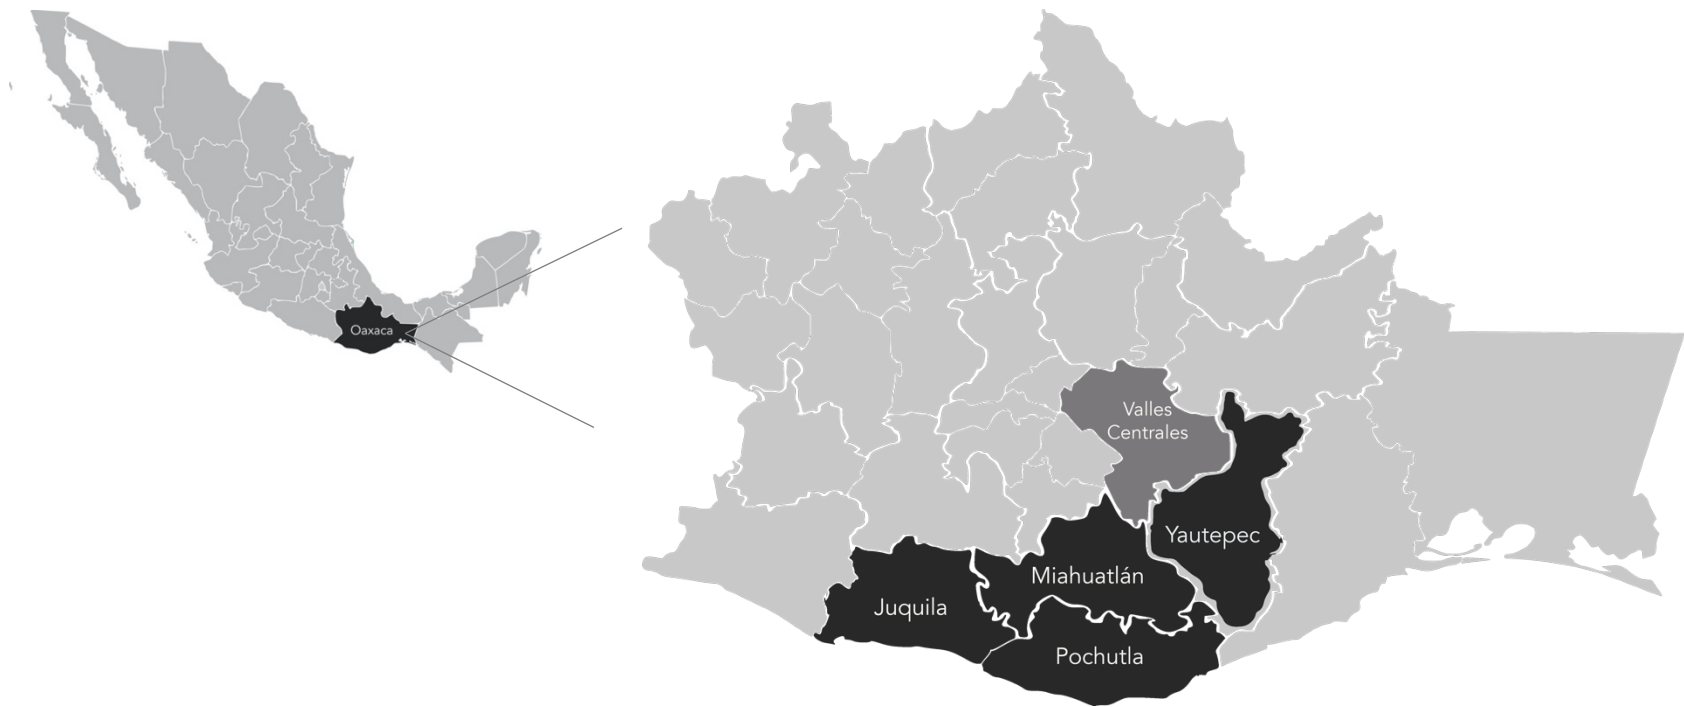 Oaxaca
Valles
Centrales
Yautepec
Miahuatlán
Juquila
Pochutla